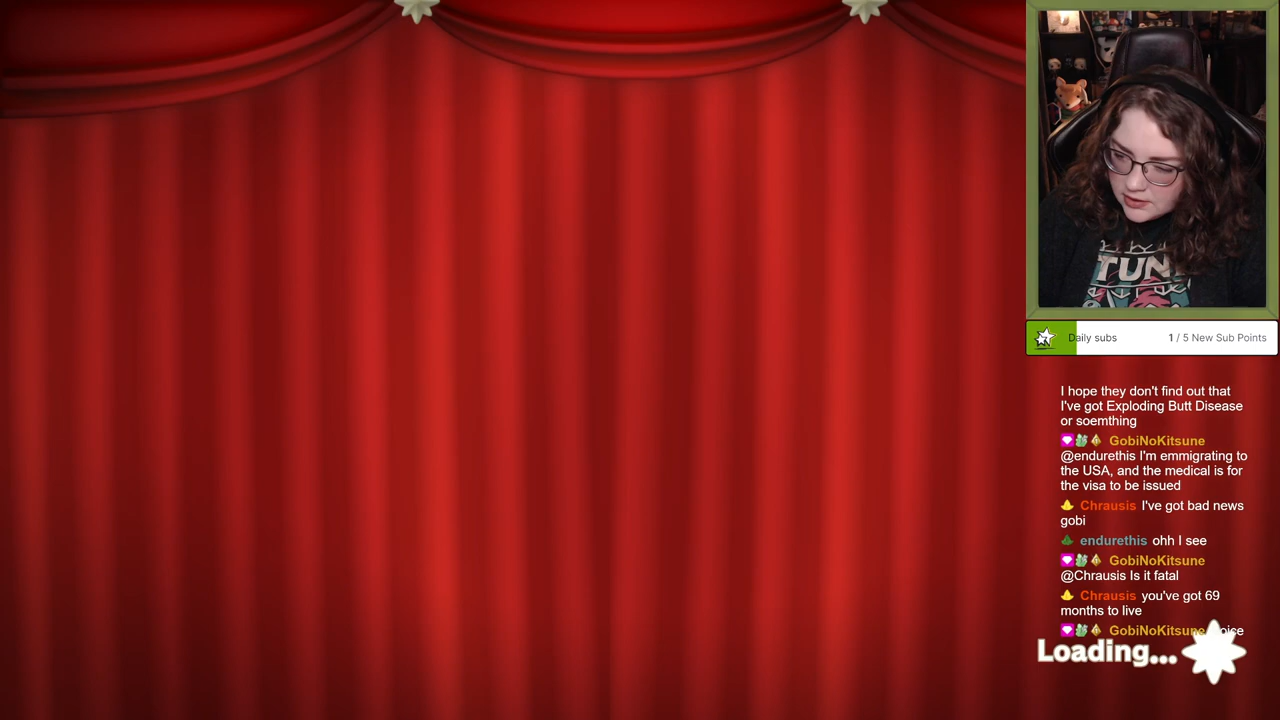 TUN
Daily subs 1 / 5 New Sub Points
I hope they don't find out that
I've got Exploding Butt Disease
or soemthing
GobiNoKitsune
@endurethis I'm emmigrating to
the USA, and the medical is for
the visa to be issued
Chrausis I've got bad news
gobi
endurethis ohh I see
GobiNoKitsune
@Chrausis Is it fatal
Chrausis you've got 69
months to live
GobiNoKitsune
Loading...